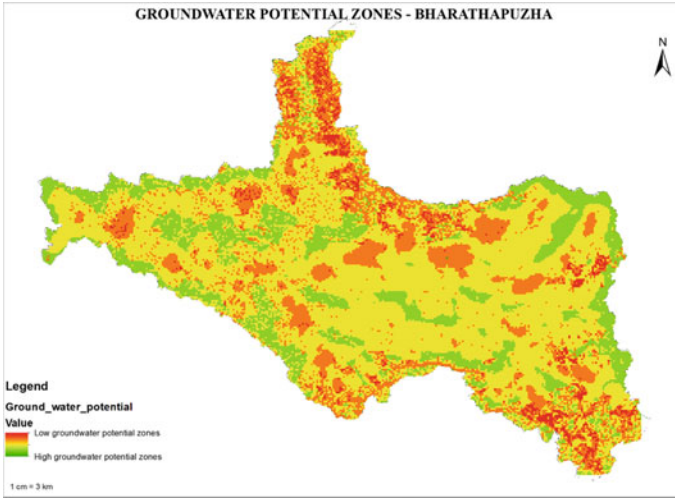 GROUNDWATER POTENTIAL ZONES - BHARATHAPUZHA
N
Legend
Ground_water_potential
Value
Low groundwater potential zones
High groundwater potential zones
1 cm = 3 km